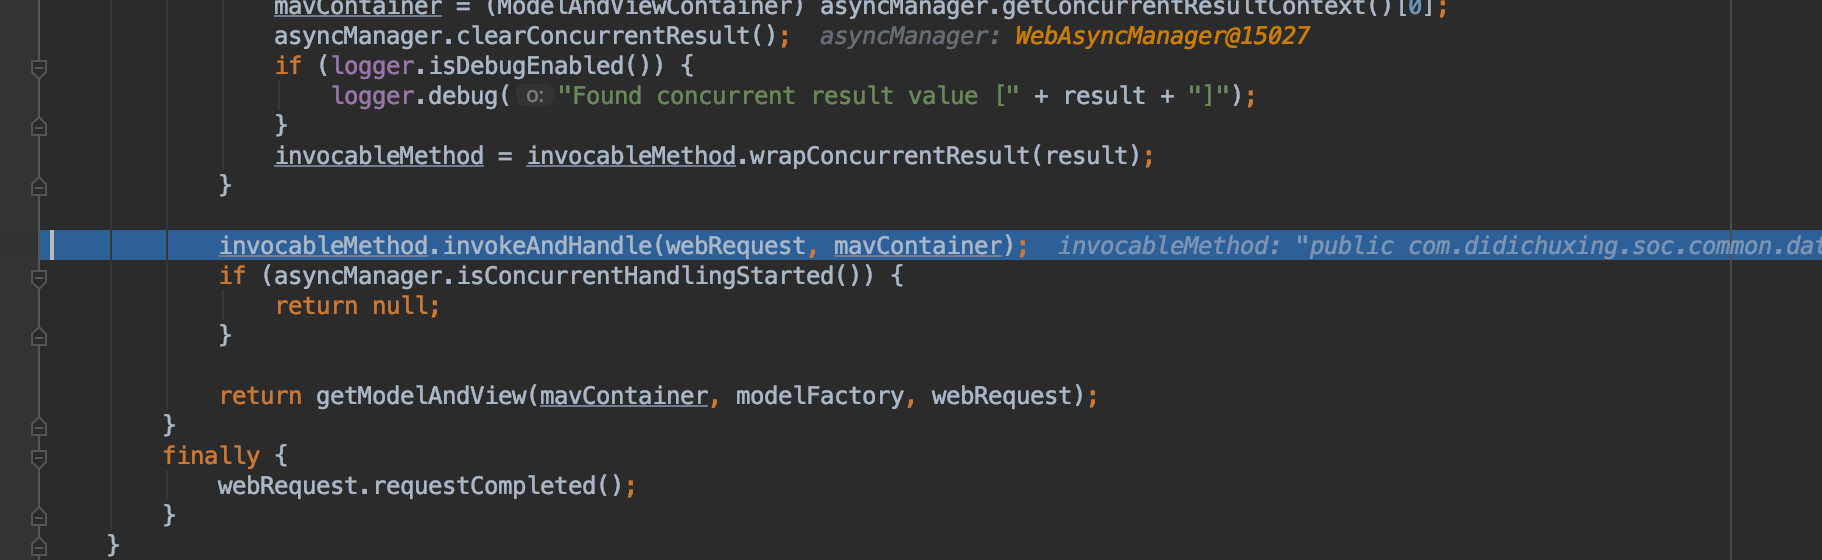 mavContainer = (ModelAndViewContainer) asyncManager.getConcurrentResultContext()[0];
asyncManager.clearConcurrentResult(); asyncManager: WebAsyncManager@15027
if (logger.isDebugEnabled()) {
logger.debug( o: "Found concurrent result value [" + result + "]");
}
invocableMethod = invocableMethod.wrapConcurrentResult(result);
}
invocableMethod.invokeAndHandle(webRequest, mavContainer); invocableMethod: "public com.didichuxing.soc.common.dat
if (asyncManager.isConcurrentHandlingStarted()) {
return null;
}
return getModelAndView(mavContainer, modelFactory, webRequest);
}
finally {
webRequest.requestCompleted();
}
}